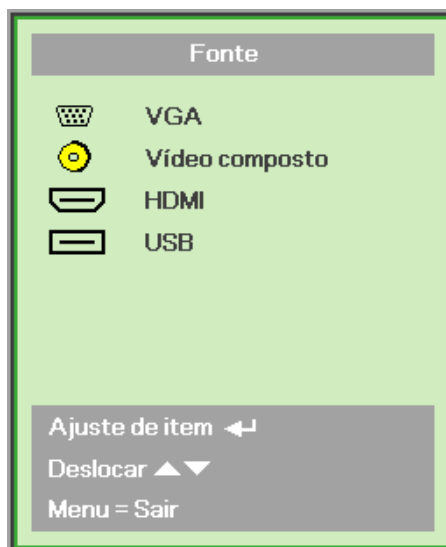 Fonte
VGA
Vídeo composto
HDMI
USB
Ajuste de item
Deslocar
Menu = Sair